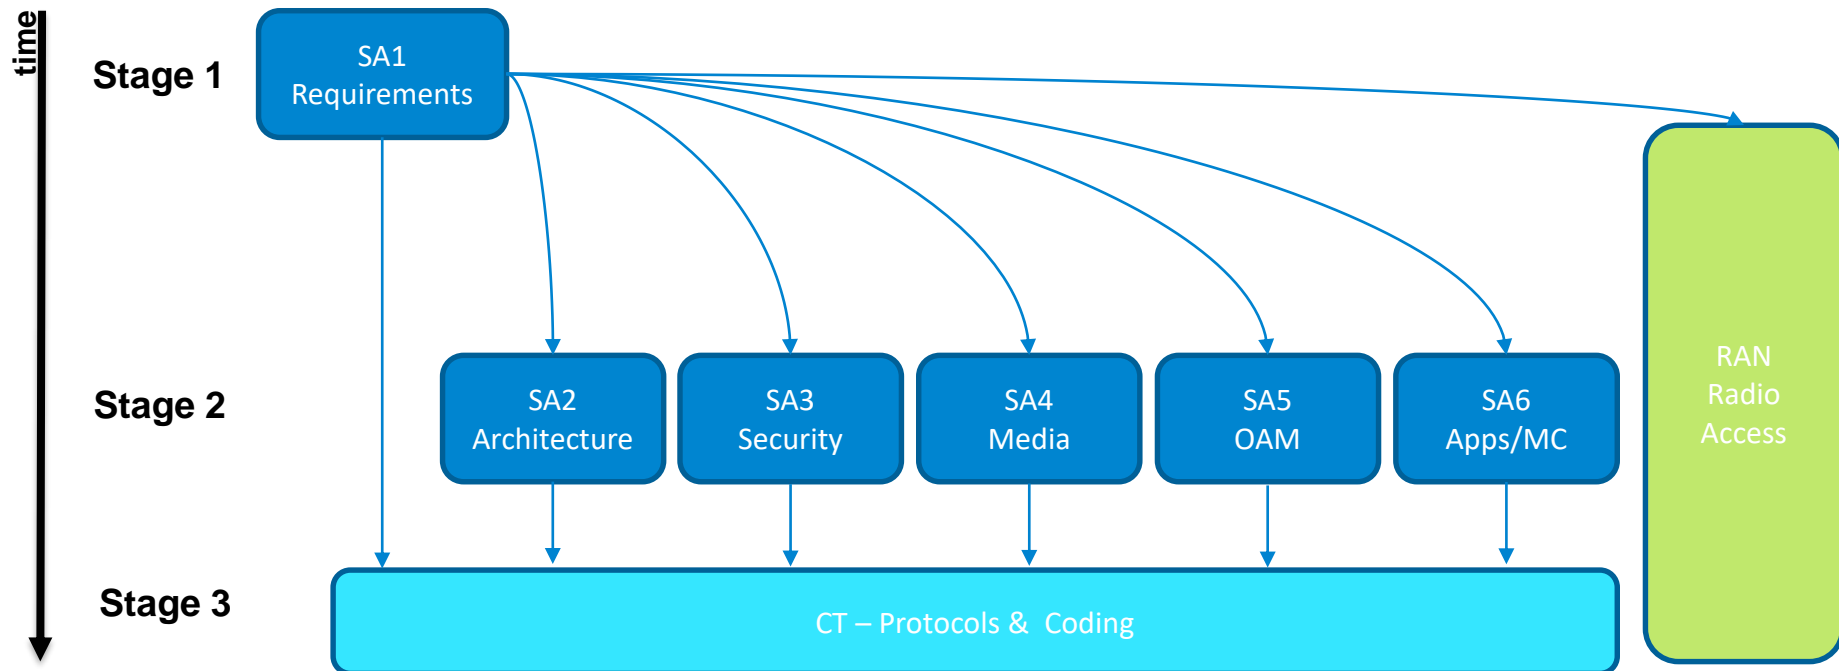 time
Stage 1
SA1
Requirements
Stage 2
SA2
Architecture
SA3
Security
SA4
Media
SA5
OAM
SA6
Apps/MC
RAN
Radio
Access
Stage 3
CT – Protocols & Coding